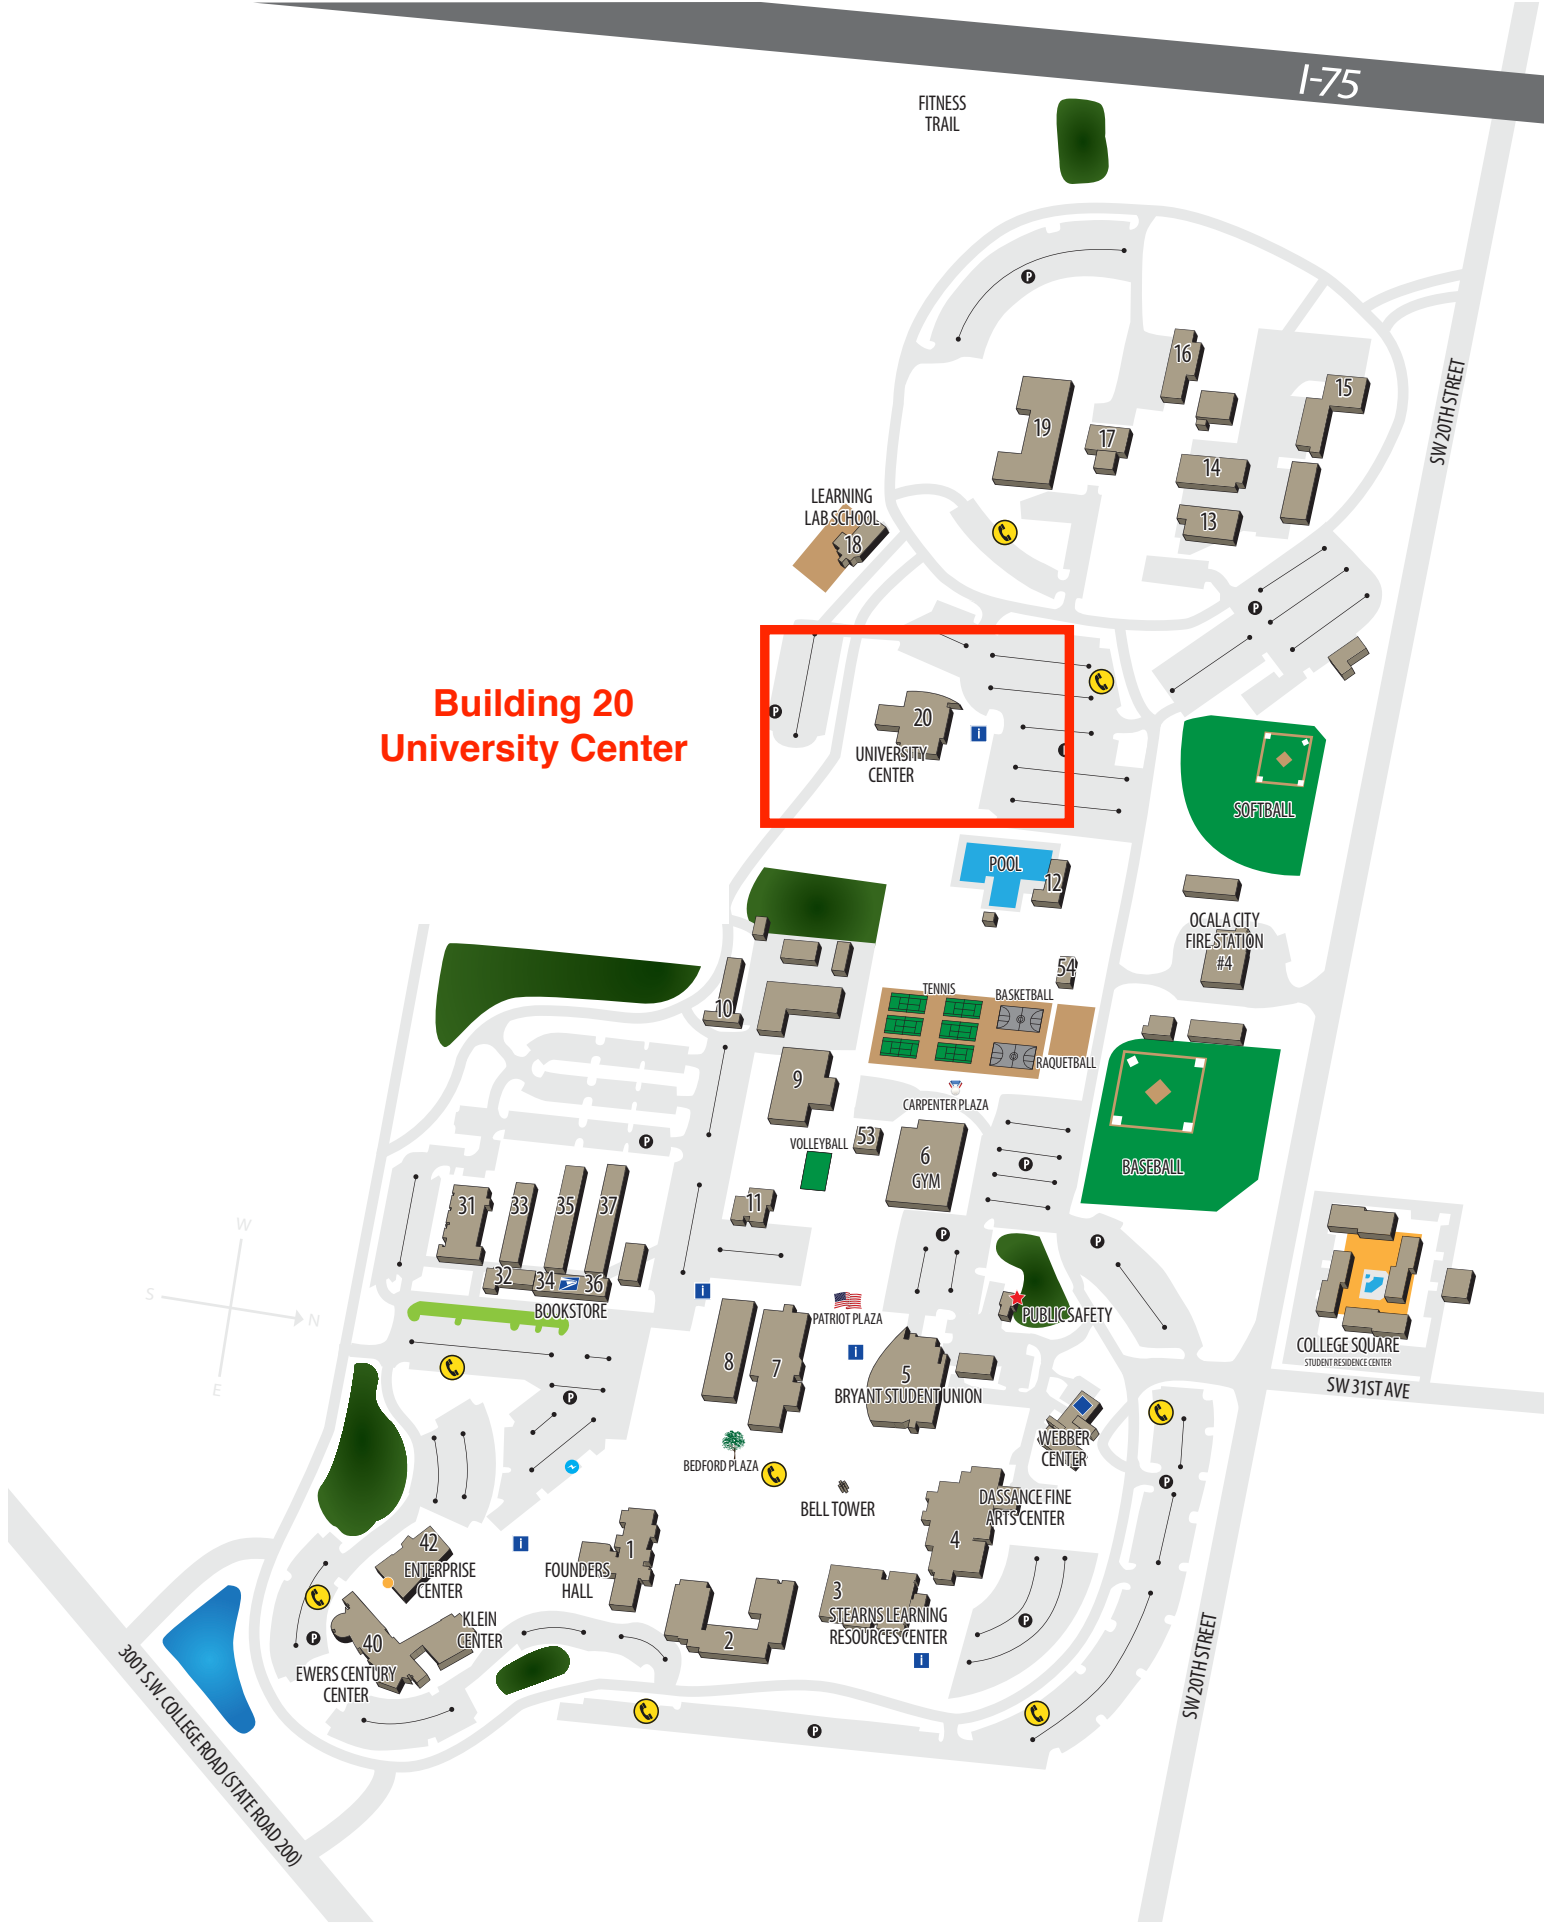 I-75
FITNESS
TRAIL
SW 20TH STREET
16
15
19
17
14
13
LEARNING
LAB SCHOOL
18
P
P
Building 20
University Center
P
20
i
UNIVERSITY
CENTER
SOFTBALL
POOL
12
OCALA CITY
FIRE STATION
#4
54
TENNIS
BASKETBALL
10
RAQUETBALL
9
CARPENTER PLAZA
P
VOLLEYBALL
53
6
GYM
P
BASEBALL
31
33
35
37
11
P
P
W
S
N
E
32
34
36
BOOKSTORE
i
PATRIOT PLAZA
PUBLIC SAFETY
COLLEGE SQUARE
STUDENT RESIDENCE CENTER
SW 31ST AVE
8
7
i
5
BRYANT STUDENT UNION
P
WEBBER
CENTER
BEDFORD PLAZA
BELL TOWER
P
DASSANCE FINE
ARTS CENTER
4
42
ENTERPRISE
CENTER
i
FOUNDERS
HALL
1
3
STEARNS LEARNING
RESOURCES CENTER
P
KLEIN
CENTER
P
40
EWERS CENTURY
CENTER
2
i
SW 20TH STREET
P
3001 S.W. COLLEGE ROAD (STATE ROAD 200)